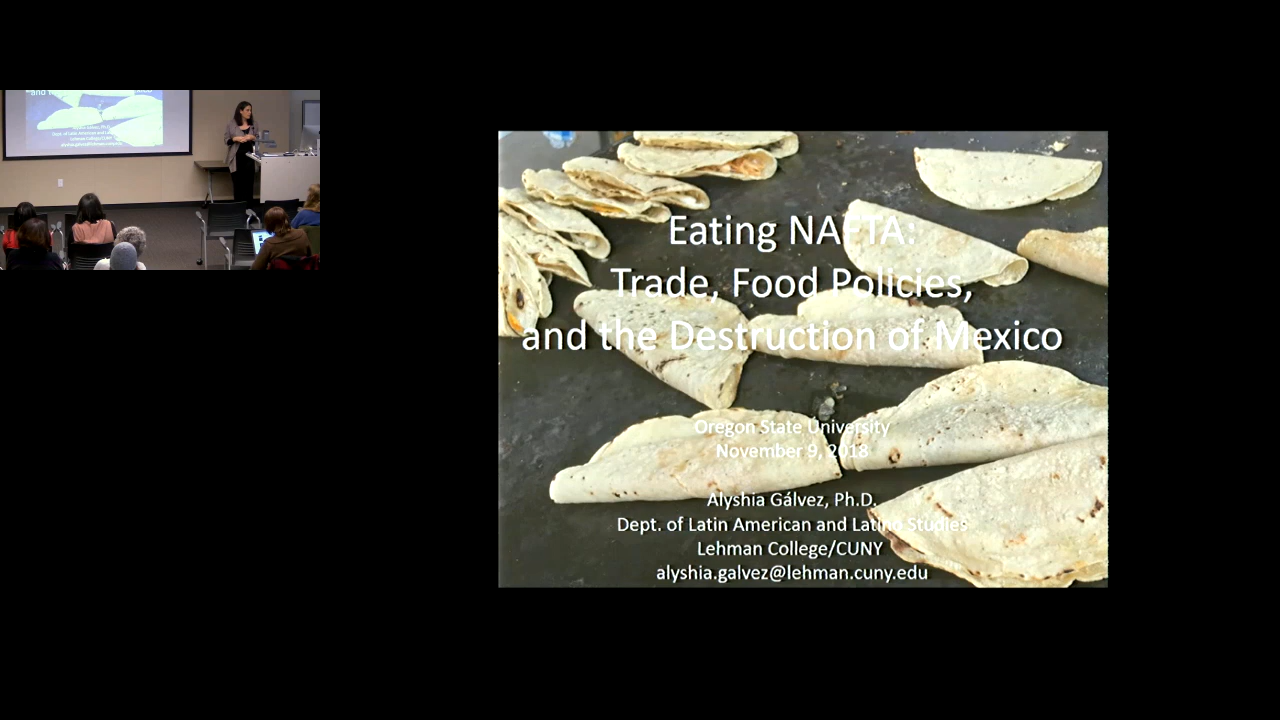 Eating NAFTA:
Trade, Food Policies,
and the Destruction of Mexico
Oregon State University
November 9, 2018
Alyshia Gálvez, Ph.D.
Dept. of Latin American and Latino Studies
Lehman College/CUNY
alyshia.galvez@lehman.cuny.edu